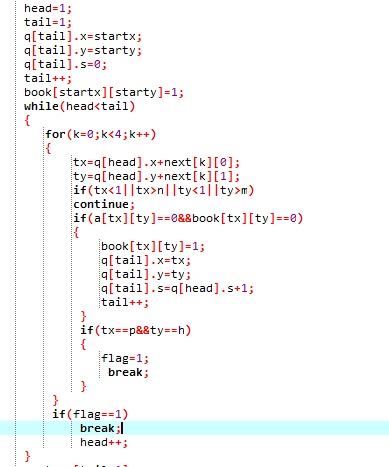 head=1;
tail=1;
q[tail].x=startx;
q[tail].y=starty;
q[tail].s=0;
tail++;
book[startx][starty]=1;
while(head<tail)
{
for(k=0;k<4;k++)
{
tx=q[head].x+next[k][0];
ty=q[head].y+next[k][1];
if(tx<1||tx>n||ty<1||ty>m)
continue;
if(a[tx][ty]==0&&book[tx][ty]==0)
{
book[tx][ty]=1;
q[tail].x=tx;
q[tail].y=ty;
q[tail].s=q[head].s+1;
tail++;
}
if(tx==p&&ty==h)
{
flag=1;
break;
}
}
if(flag==1)
break;
head++;
}